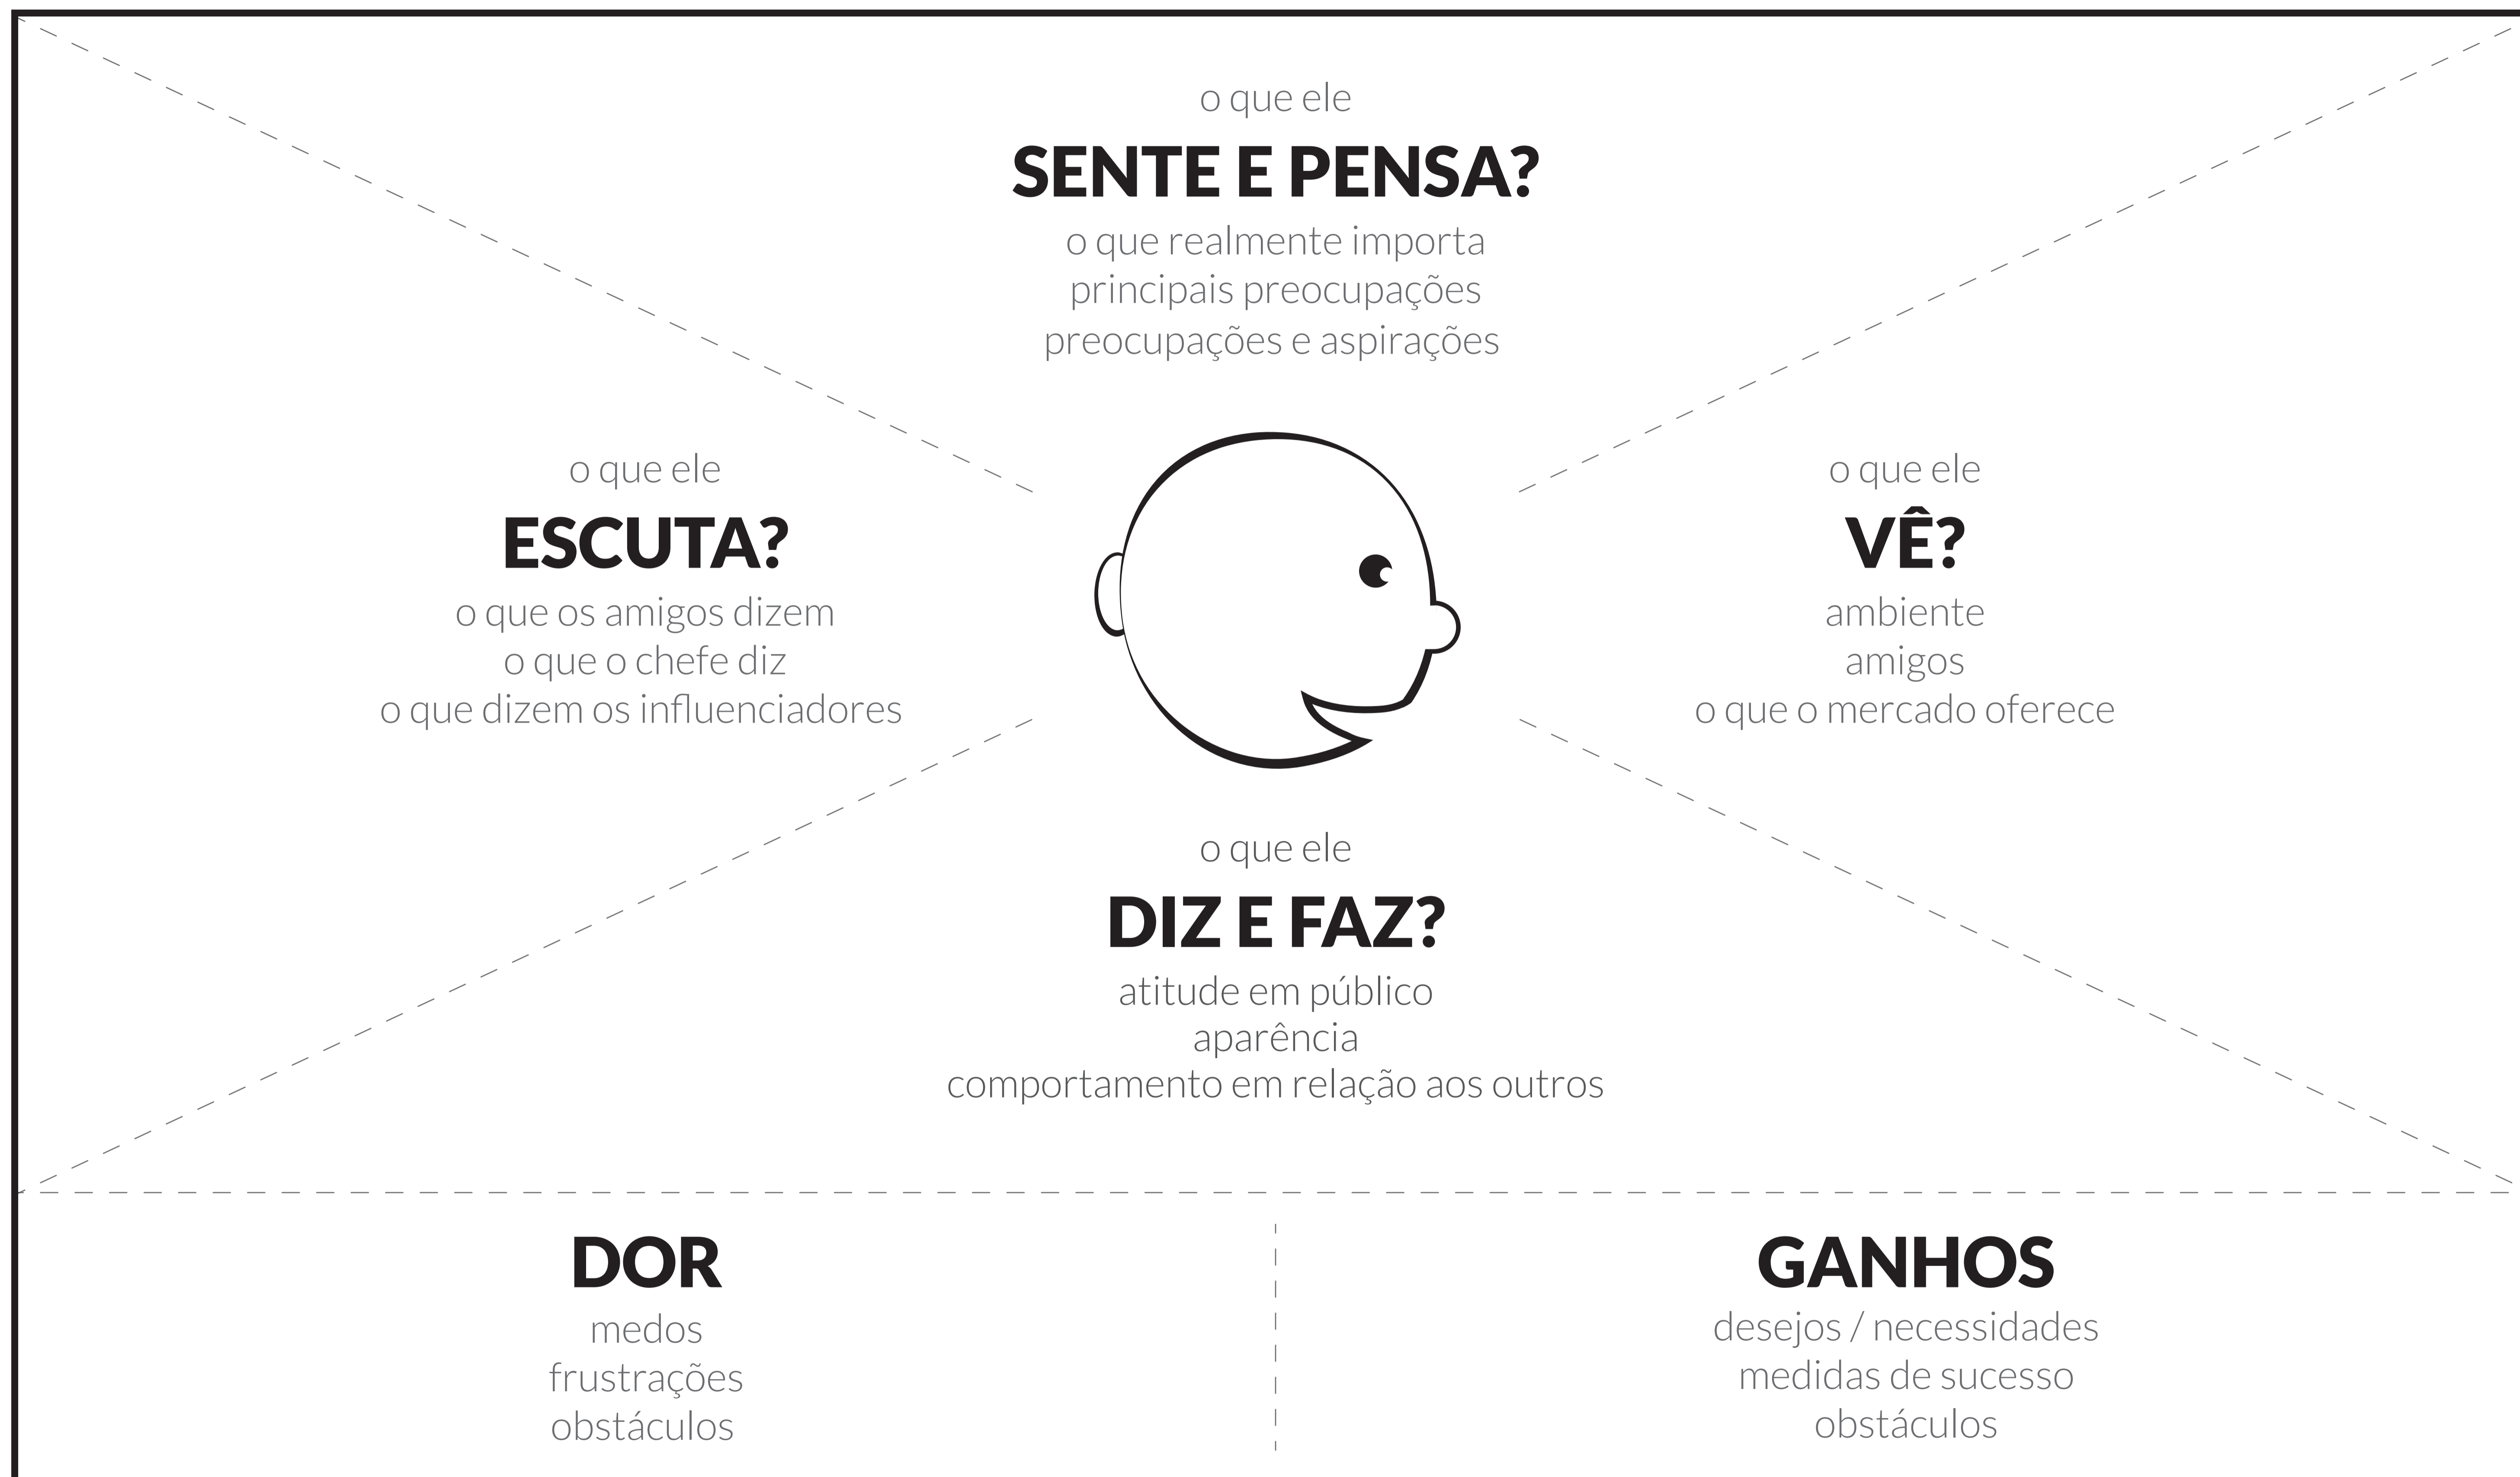 o que ele
SENTE E PENSA?
o que realmente importa
principais preocupações
preocupações e aspirações
o que ele
ESCUTA?
o que os amigos dizem
o que o chefe diz
o que dizem os influenciadores
o que ele
VÊ?
ambiente
amigos
o que o mercado oferece
o que ele
DIZ E FAZ?
atitude em público
aparência
comportamento em relação aos outros
DOR
medos
frustrações
obstáculos
GANHOS
desejos / necessidades
medidas de sucesso
obstáculos